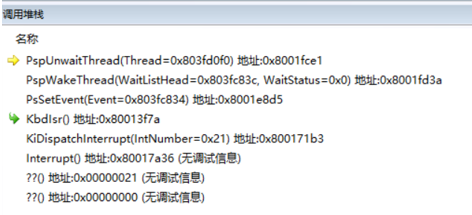 调用堆栈
名称
PspUnwaitThread(Thread=0x803fd0f0) 地址:0x8001fce1
PspWakeThread(WaitListHead=0x803fc83c, WaitStatus=0x0) 地址:0x8001fd3a
PsSetEvent(Event=0x803fc834) 地址:0x8001e8d5
KbdIsr() 地址:0x80013f7a
KiDispatchInterrupt(IntNumber=0x21) 地址:0x800171b3
Interrupt() 地址:0x80017a36 (无调试信息)
??() 地址:0x00000021 (无调试信息)
??() 地址:0x00000000 (无调试信息)